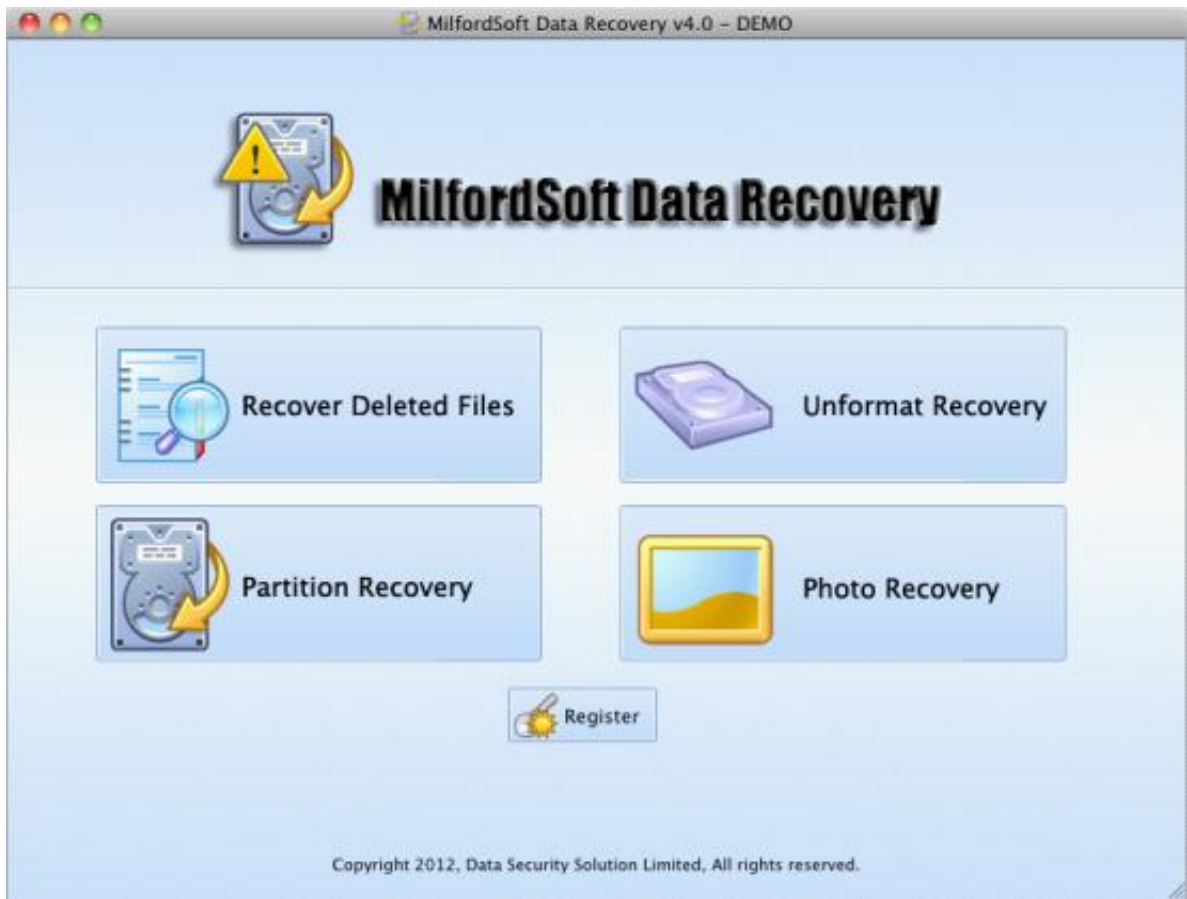 MilfordSoft Data Recovery v4.0 – DEMO
MilfordSoft Data Recovery
Recover Deleted Files
Unformat Recovery
Partition Recovery
Photo Recovery
Register
Copyright 2012, Data Security Solution Limited, All rights reserved.